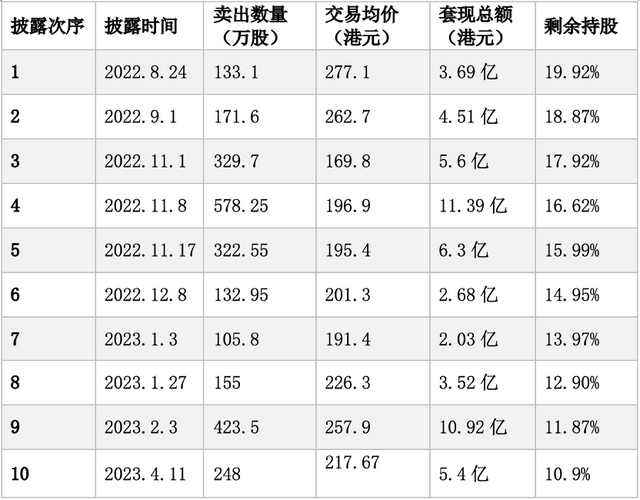 披露次序 披露时间 卖出数量（万股） 交易均价（港元） 套现总额（港元） 剩余持股
1 2022.8.24 133.1 277.1 3.69 亿 19.92%
2 2022.9.1 171.6 262.7 4.51 亿 18.87%
3 2022.11.1 329.7 169.8 5.6 亿 17.92%
4 2022.11.8 578.25 196.9 11.39 亿 16.62%
5 2022.11.17 322.55 195.4 6.3 亿 15.99%
6 2022.12.8 132.95 201.3 2.68 亿 14.95%
7 2023.1.3 105.8 191.4 2.03 亿 13.97%
8 2023.1.27 155 226.3 3.52 亿 12.90%
9 2023.2.3 423.5 257.9 10.92 亿 11.87%
10 2023.4.11 248 217.67 5.4 亿 10.9%